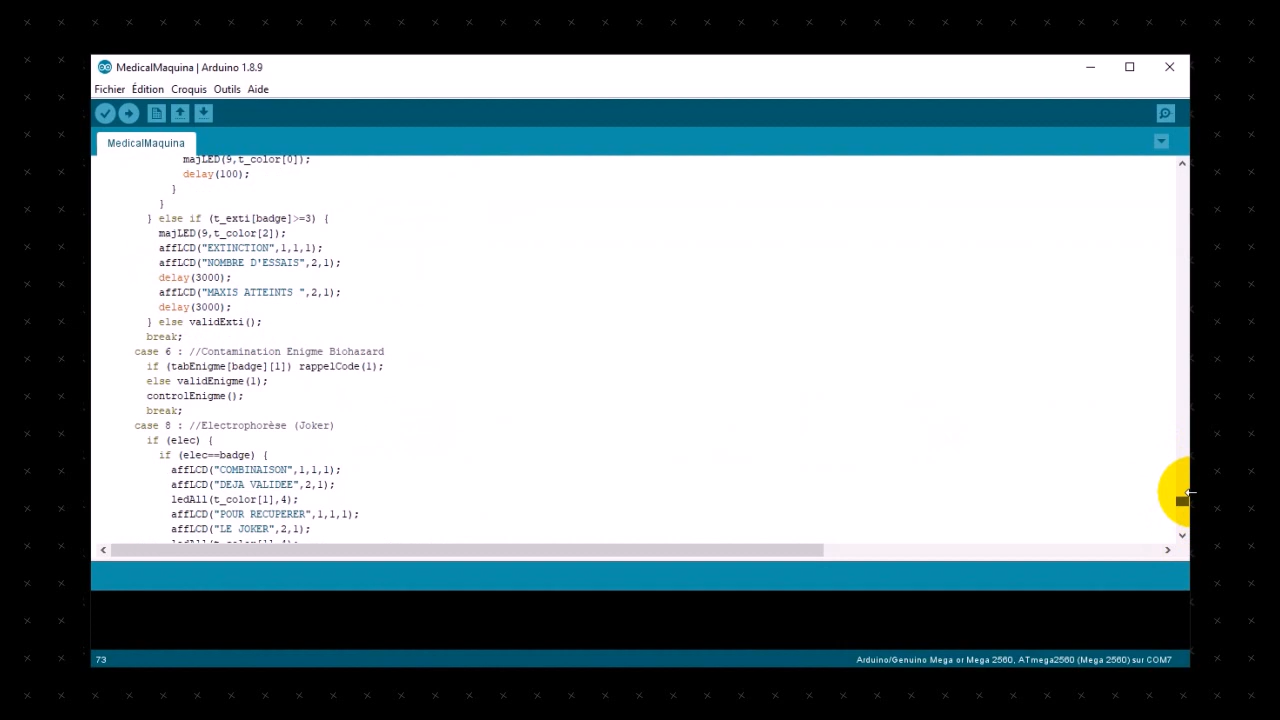 MedicalMaquina | Arduino 1.8.9
Fichier Édition Croquis Outils Aide
MedicalMaquina
majLED(9,t_color[0]);
delay(100);
}
}
} else if (t_exti[badge]>=3) {
majLED(9,t_color[2]);
affLCD("EXTINCTION",1,1,1);
affLCD("NOMBRE D'ESSAIS",2,1);
delay(3000);
affLCD("MAXIS ATTEINTS ",2,1);
delay(3000);
} else validExti();
break;
case 6 : //Contamination Enigme Biohazard
if (tabEnigme[badge][1]) rappelCode(1);
else validEnigme(1);
controlEnigme();
break;
case 8 : //Electrophorèse (Joker)
if (elec) {
if (elec==badge) {
affLCD("COMBINAISON",1,1,1);
affLCD("DEJA VALIDEE",2,1);
ledAll(t_color[1],4);
affLCD("POUR RECUPERER",1,1,1);
affLCD("LE JOKER",2,1);
73
Arduino/Genuino Mega or Mega 2560, ATmega2560 (Mega 2560) sur COM7